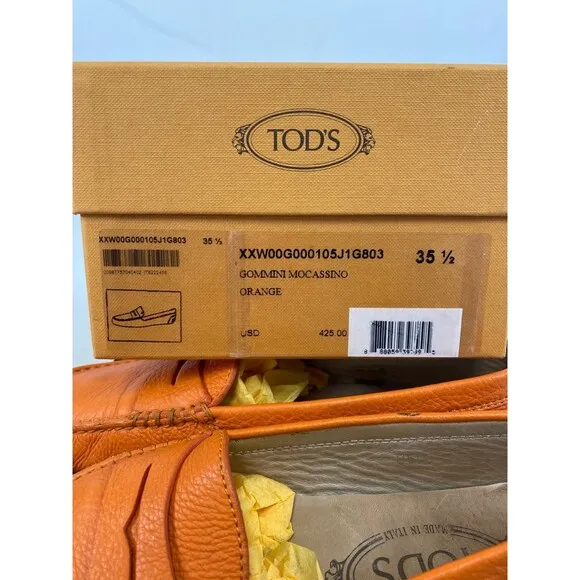 TOD'S
XXW00G000105J1G803 35 ½
XXW00G000105J1G803 35 ½
GOMMINI MOCASSINO
ORANGE
USD 425.00
MADE IN ITALY
TOD'S